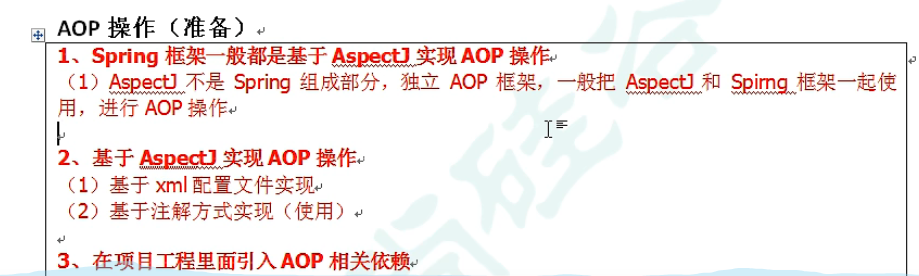 AOP 操作（准备）
1、Spring 框架一般都是基于 AspectJ 实现 AOP 操作
（1）AspectJ 不是 Spring 组成部分，独立 AOP 框架，一般把 AspectJ 和 Spirng 框架一起使
用，进行 AOP 操作
2、基于 AspectJ 实现 AOP 操作
（1）基于 xml 配置文件实现
（2）基于注解方式实现（使用）
3、在项目工程里面引入 AOP 相关依赖
尚硅谷